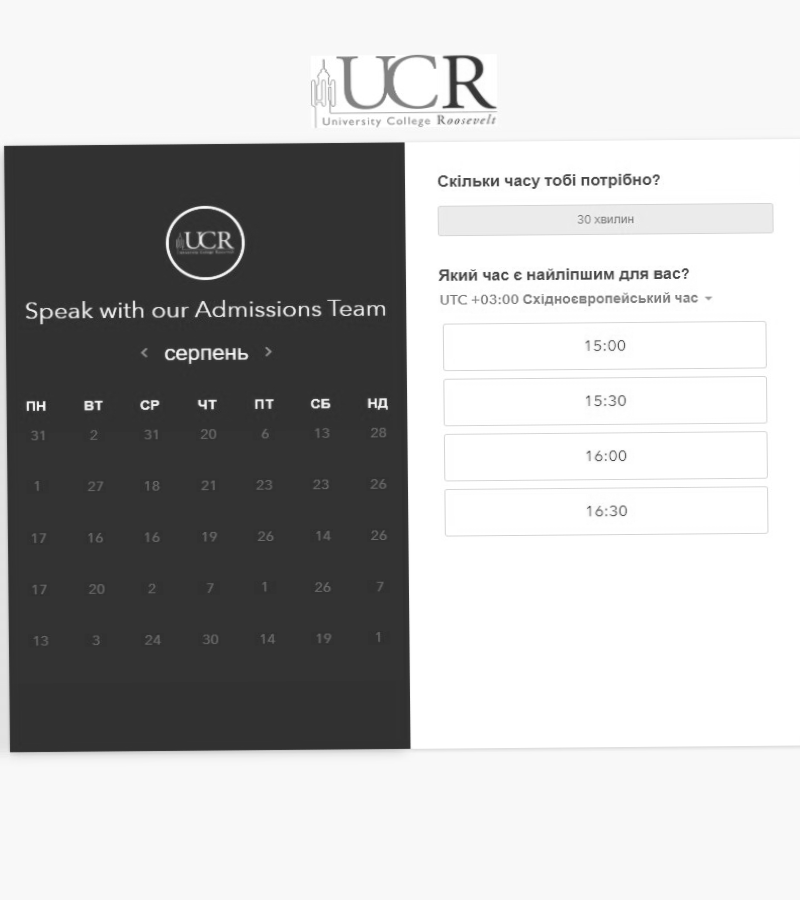 UCR
University College Roosevelt
UCR
University College Roosevelt
Speak with our Admissions Team
серпень
ПН ВТ СР ЧТ ПТ СБ НД
31 2 31 20 6 13 28
1 27 18 21 23 23 26
17 16 16 19 26 14 26
17 20 2 7 1 26 7
13 3 24 30 14 19 1
Скільки часу тобі потрібно?
30 хвилин
Який час є найліпшим для вас?
UTC +03:00 Східноєвропейський час
15:00
15:30
16:00
16:30